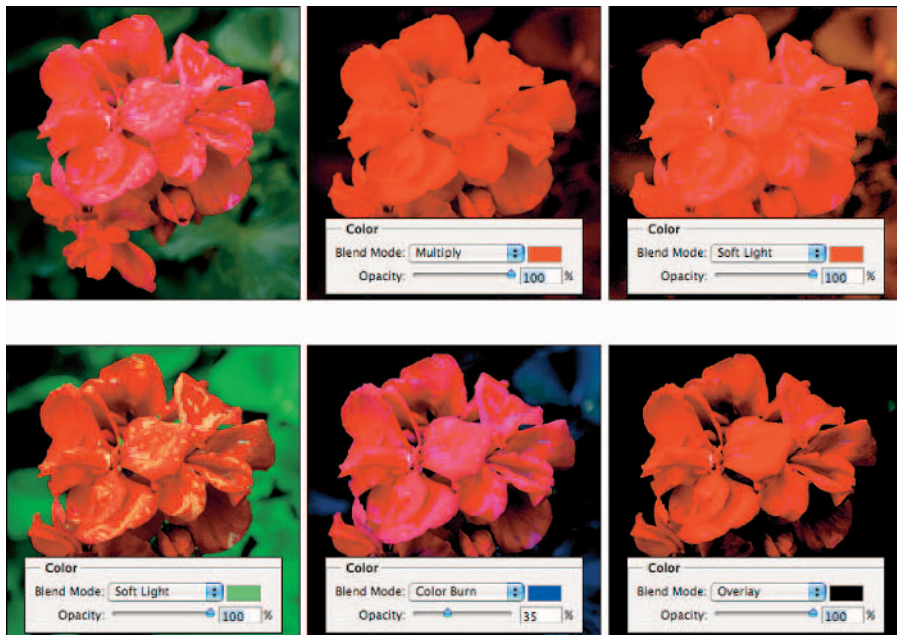 Color
Blend Mode: Multiply
Opacity: 100 %
Color
Blend Mode: Soft Light
Opacity: 100 %
Color
Blend Mode: Soft Light
Opacity: 100 %
Color
Blend Mode: Color Burn
Opacity: 35 %
Color
Blend Mode: Overlay
Opacity: 100 %